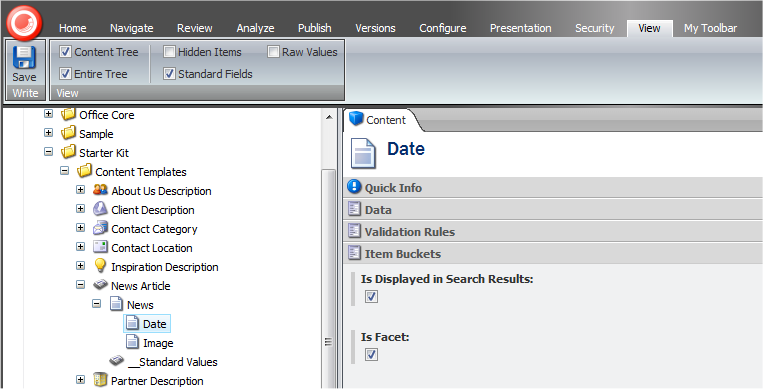 Home Navigate Review Analyze Publish Versions Configure Presentation Security View My Toolbar
Save
Write
Content Tree Hidden Items Raw Values
Entire Tree Standard Fields
View
Office Core
Sample
Starter Kit
Content Templates
About Us Description
Client Description
Contact Category
Contact Location
Inspiration Description
News Article
News
Date
Image
__Standard Values
Partner Description
Content
Date
Quick Info
Data
Validation Rules
Item Buckets
Is Displayed in Search Results:
Is Facet: